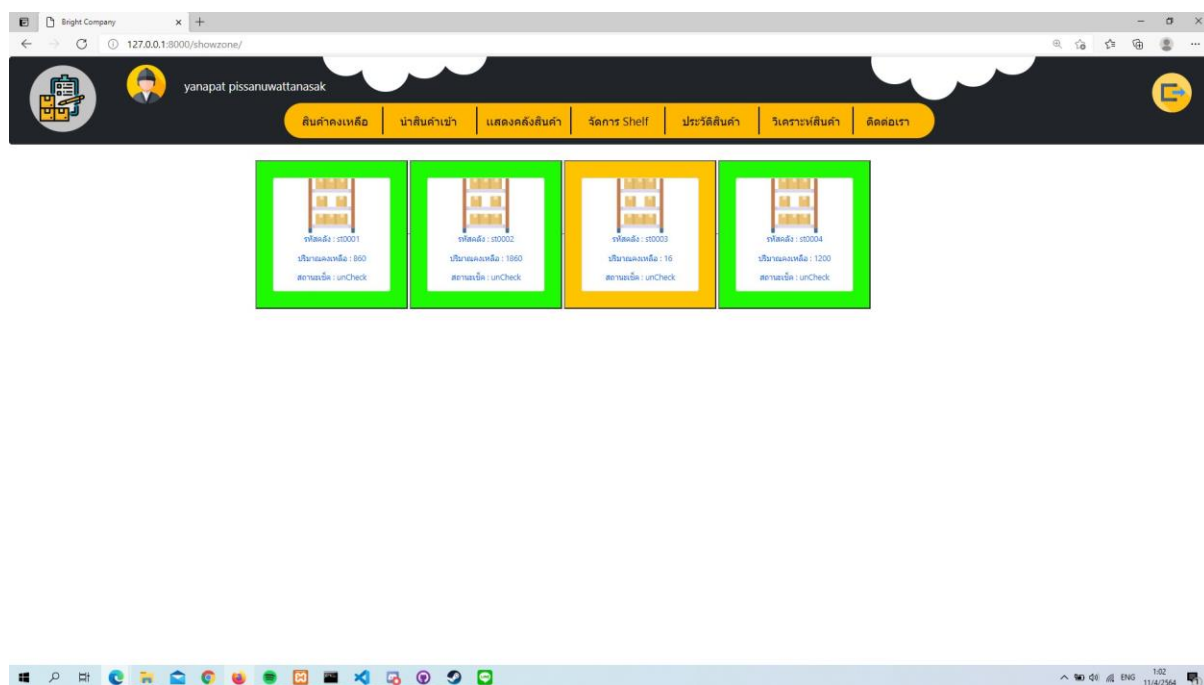 Bright Company
127.0.0.1:8000/showzone/
yanapat pissanuwattanasak
สินค้าคงเหลือ นำสินค้าเข้า แสดงคลังสินค้า จัดการ Shelf ประวัติสินค้า วิเคราะห์สินค้า ติดต่อเรา
รหัสคลัง : st0001 รหัสคลัง : st0002 รหัสคลัง : st0003 รหัสคลัง : st0004
ปริมาณคงเหลือ : 860 ปริมาณคงเหลือ : 1860 ปริมาณคงเหลือ : 16 ปริมาณคงเหลือ : 1200
สถานะเช็ค : unCheck สถานะเช็ค : unCheck สถานะเช็ค : unCheck สถานะเช็ค : unCheck
ENG 1:02
11/4/2564